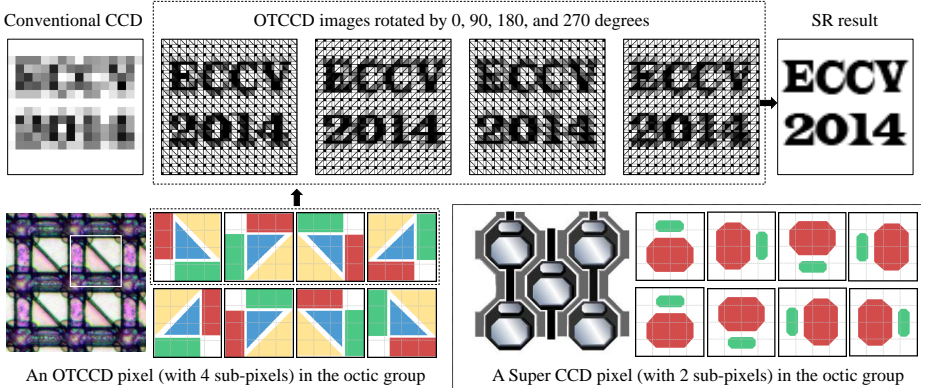 Conventional CCD
OTCCD images rotated by 0, 90, 180, and 270 degrees
SR result
ECCV
2014
ECCV
2014
ECCV
2014
ECCV
2014
ECCV
2014
ECCV
2014
An OTCCD pixel (with 4 sub-pixels) in the octic group
A Super CCD pixel (with 2 sub-pixels) in the octic group